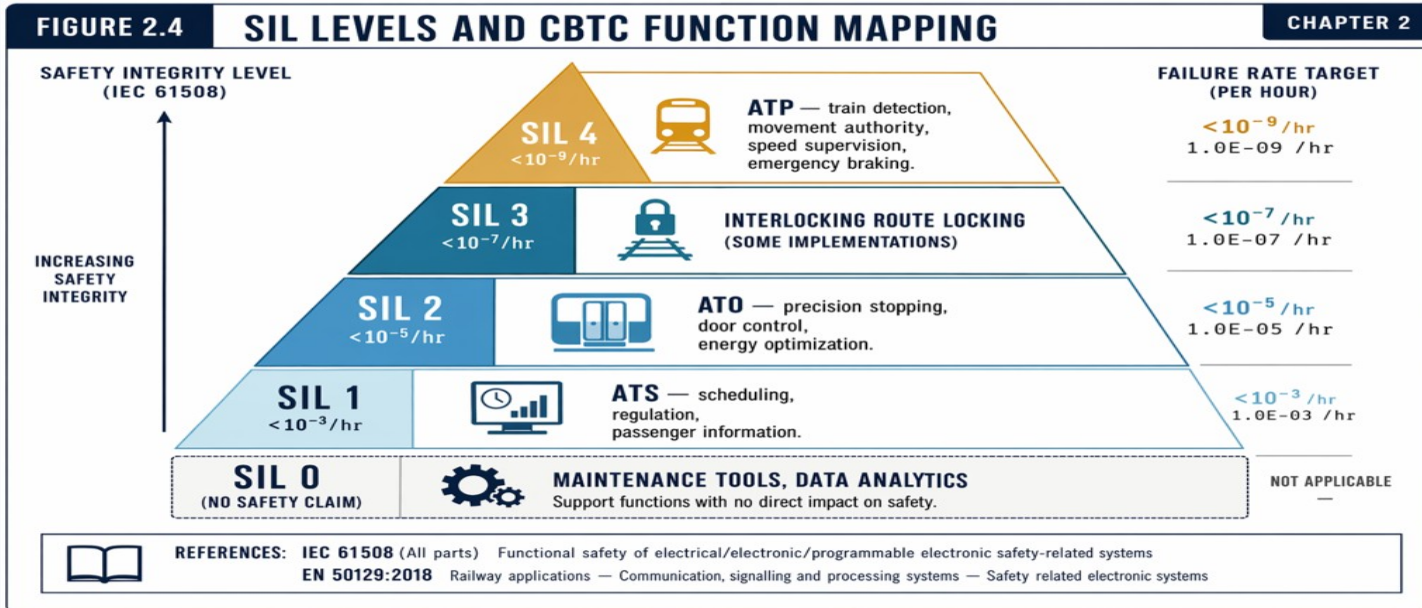 FIGURE 2.4
SIL LEVELS AND CBTC FUNCTION MAPPING
CHAPTER 2
SAFETY INTEGRITY LEVEL
(IEC 61508)
INCREASING
SAFETY
INTEGRITY
FAILURE RATE TARGET
(PER HOUR)
SIL 4
<10⁻⁹/hr
ATP — train detection,
movement authority,
speed supervision,
emergency braking.
<10⁻⁹/hr
1.0E-09 /hr
SIL 3
<10⁻⁷/hr
INTERLOCKING ROUTE LOCKING
(SOME IMPLEMENTATIONS)
<10⁻⁷/hr
1.0E-07 /hr
SIL 2
<10⁻⁵/hr
ATO — precision stopping,
door control,
energy optimization.
<10⁻⁵/hr
1.0E-05 /hr
SIL 1
<10⁻³/hr
ATS — scheduling,
regulation,
passenger information.
<10⁻³/hr
1.0E-03 /hr
SIL 0
(NO SAFETY CLAIM)
MAINTENANCE TOOLS, DATA ANALYTICS
Support functions with no direct impact on safety.
NOT APPLICABLE
—
REFERENCES: IEC 61508 (All parts) Functional safety of electrical/electronic/programmable electronic safety-related systems
EN 50129:2018 Railway applications — Communication, signalling and processing systems — Safety related electronic systems